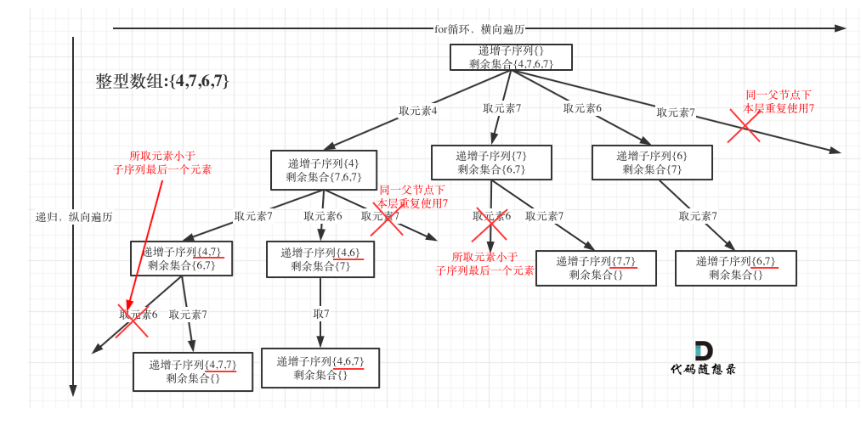 for循环,横向遍历
递增子序列{}
剩余集合{4,7,6,7}
整型数组:{4,7,6,7}
同一父节点下
本层重复使用7
取元素4
取元素7
取元素6
取元素7
所取元素小于
子序列最后一个元素
递增子序列{4}
剩余集合{7,6,7}
递增子序列{7}
剩余集合{6,7}
递增子序列{6}
剩余集合{7}
同一父节点下
本层重复使用7
递归,纵向遍历
取元素7
取元素6
取元素7
取元素6
取元素7
取元素7
递增子序列{4,7}
剩余集合{6,7}
递增子序列{4,6}
剩余集合{7}
所取元素小于
子序列最后一个元素
递增子序列{7,7}
剩余集合{}
递增子序列{6,7}
剩余集合{}
取元素6
取元素7
取7
递增子序列{4,7,7}
剩余集合{}
递增子序列{4,6,7}
剩余集合{}
代码随想录